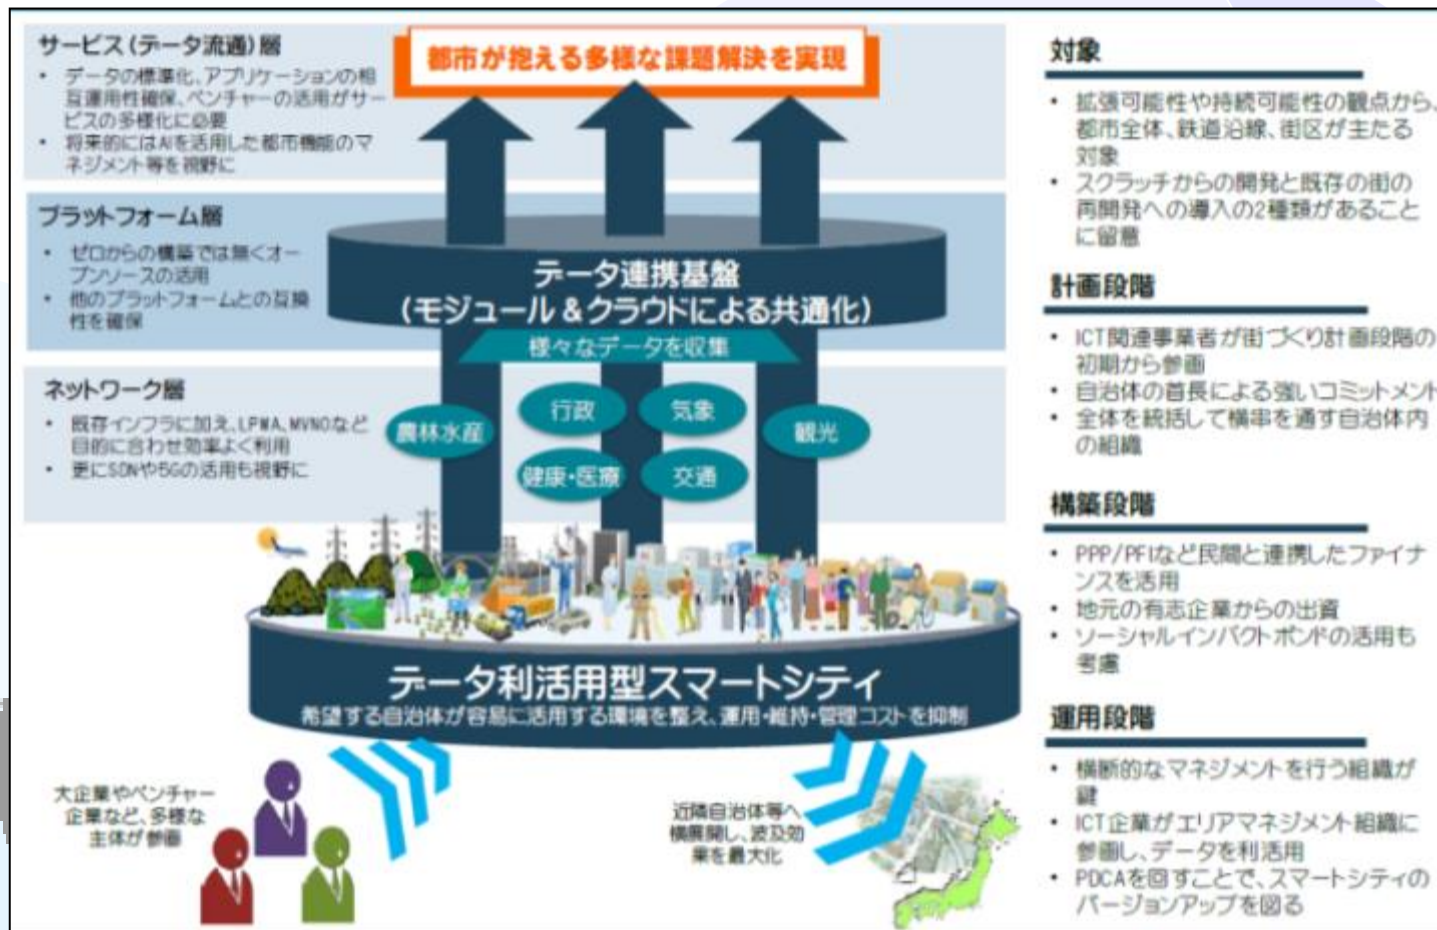 サービス(データ流通)層
• データの標準化、アプリケーションの相
互運用性確保、ベンチャーの活用がサー
ビスの多様化に必要
• 将来的にはAIを活用した都市機能のマ
ネジメント等を視野に
都市が抱える多様な課題解決を実現
プラットフォーム層
• ゼロからの構築では無くオー
プンソースの活用
• 他のプラットフォームとの互換
性を確保
データ連携基盤
(モジュール&クラウドによる共通化)
様々なデータを収集
ネットワーク層
• 既存インフラに加え、LPWA、MVNOなど
目的に合わせ効率よく利用
• 更にSDNや5Gの活用も視野に
農林水産
行政
気象
観光
健康・医療
交通
データ利活用型スマートシティ
希望する自治体が容易に活用する環境を整え、運用・維持・管理コストを抑制
大企業やベンチャー
企業など、多様な
主体が参画
近隣自治体等へ
横展開し、波及効
果を最大化
対象
• 拡張可能性や持続可能性の観点から、
都市全体、鉄道沿線、街区が主たる
対象
• スクラッチからの開発と既存の街の
再開発への導入の2種類があること
に留意
計画段階
• ICT関連事業者が街づくり計画段階の
初期から参画
• 自治体の首長による強いコミットメント
• 全体を統括して横串を通す自治体内
の組織
構築段階
• PPP/PFIなど民間と連携したファイナ
ンスを活用
• 地元の有志企業からの出資
• ソーシャルインパクトボンドの活用も
考慮
運用段階
• 横断的なマネジメントを行う組織が
鍵
• ICT企業がエリアマネジメント組織に
参画し、データを利活用
• PDCAを回すことで、スマートシティの
バージョンアップを図る